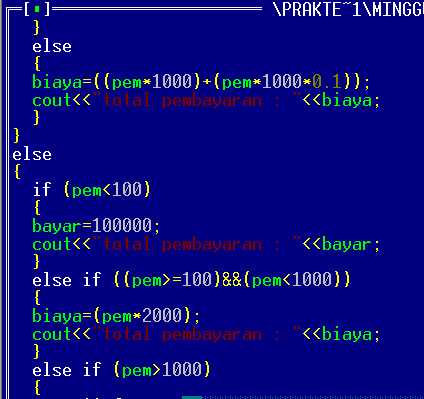 [▪] \PRAKTE~1\MINGGU
}
else
{
biaya=((pem*1000)+(pem*1000*0.1));
cout<<"total pembayaran : "<<biaya;
}
}
else
{
if (pem<100)
{
bayar=100000;
cout<<"total pembayaran : "<<bayar;
}
else if ((pem>=100)&&(pem<1000))
{
biaya=(pem*2000);
cout<<"total pembayaran : "<<biaya;
}
else if (pem>1000)
{